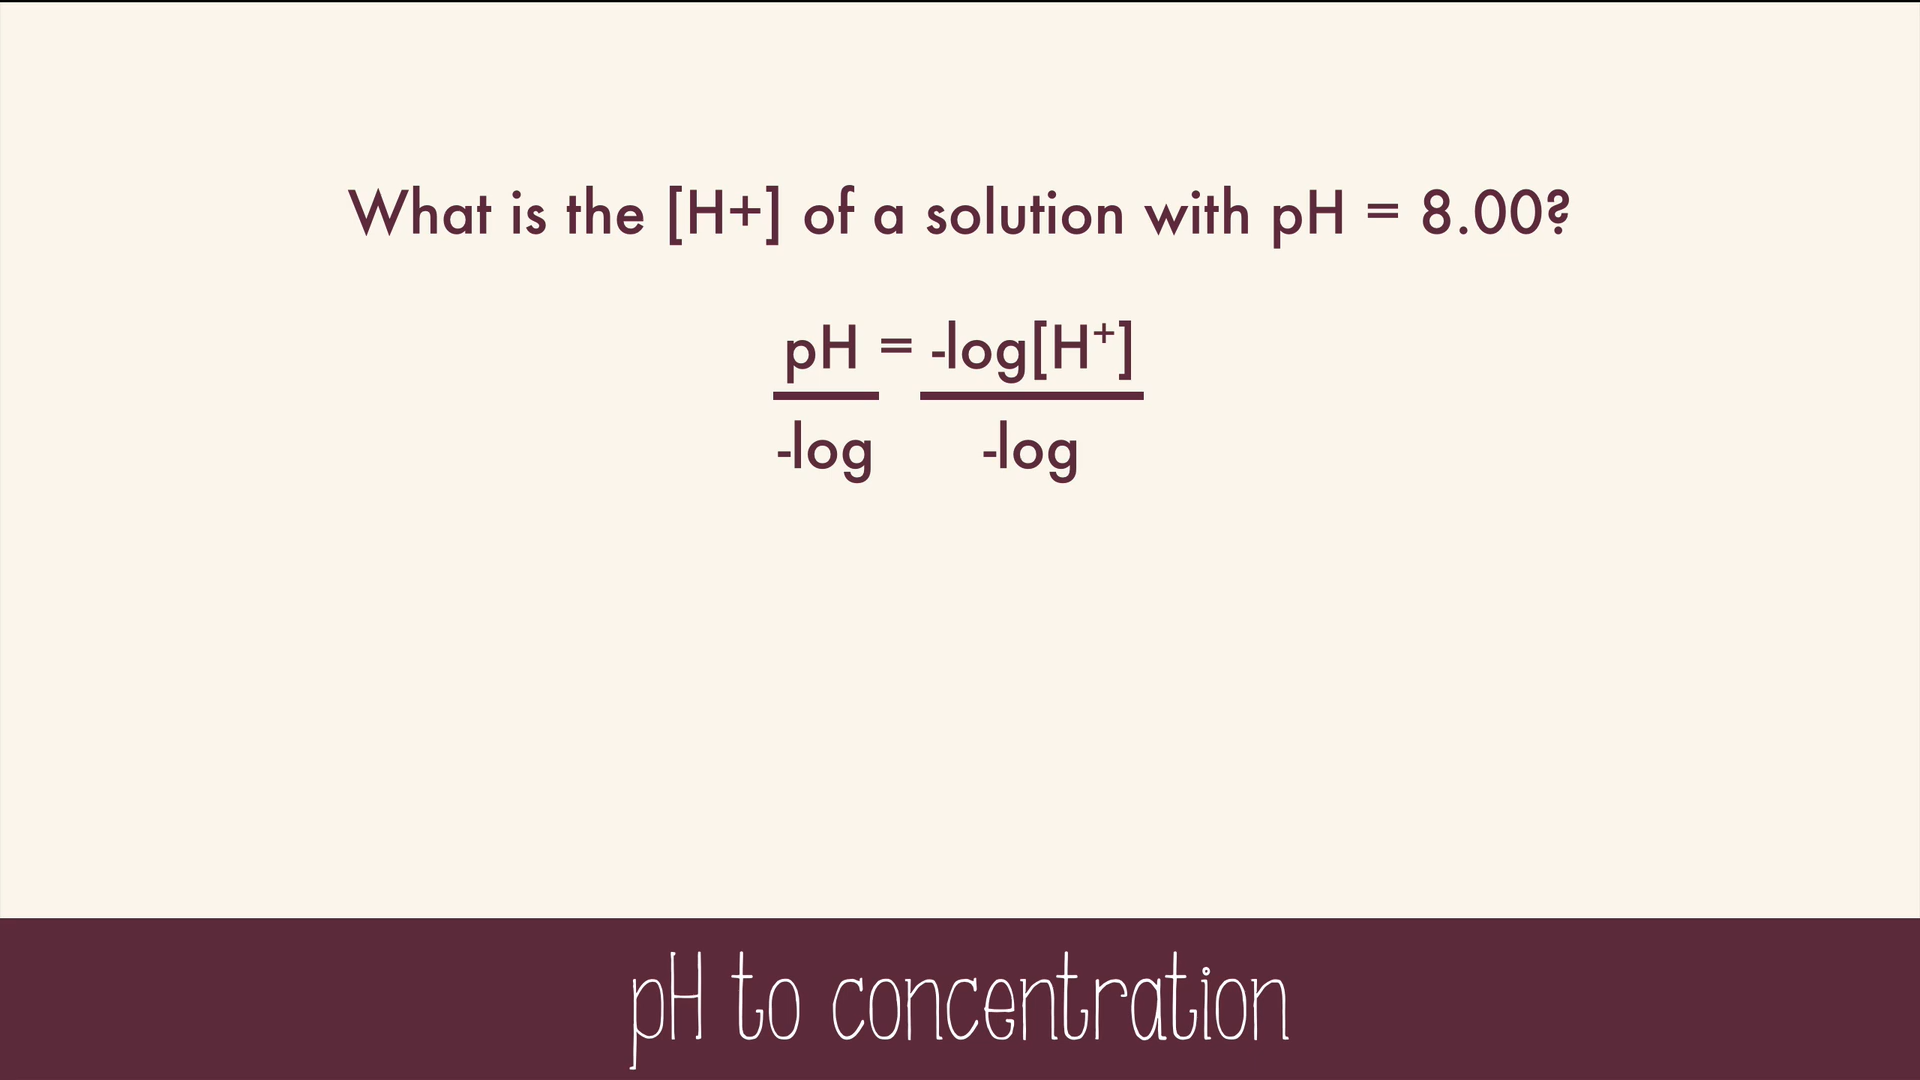 What is the [H+] of a solution with pH = 8.00?
pH = -log[H⁺]
-log -log
pH to concentration